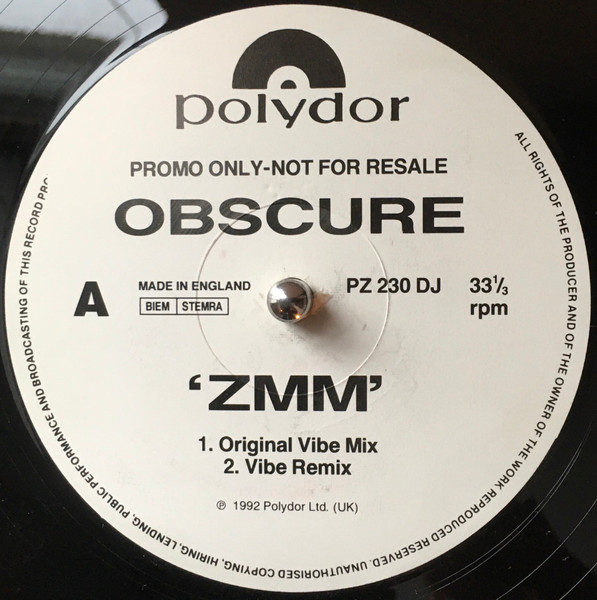 polydor
PROMO ONLY-NOT FOR RESALE
OBSCURE
A
MADE IN ENGLAND
BIEM STEMRA
PZ 230 DJ
33⅓
rpm
‘ZMM’
1. Original Vibe Mix
2. Vibe Remix
℗ 1992 Polydor Ltd. (UK)
ALL RIGHTS OF THE PRODUCER AND OF THE OWNER OF THE WORK REPRODUCED RESERVED. UNAUTHORISED COPYING, HIRING, LENDING, PUBLIC PERFORMANCE AND BROADCASTING OF THIS RECORD